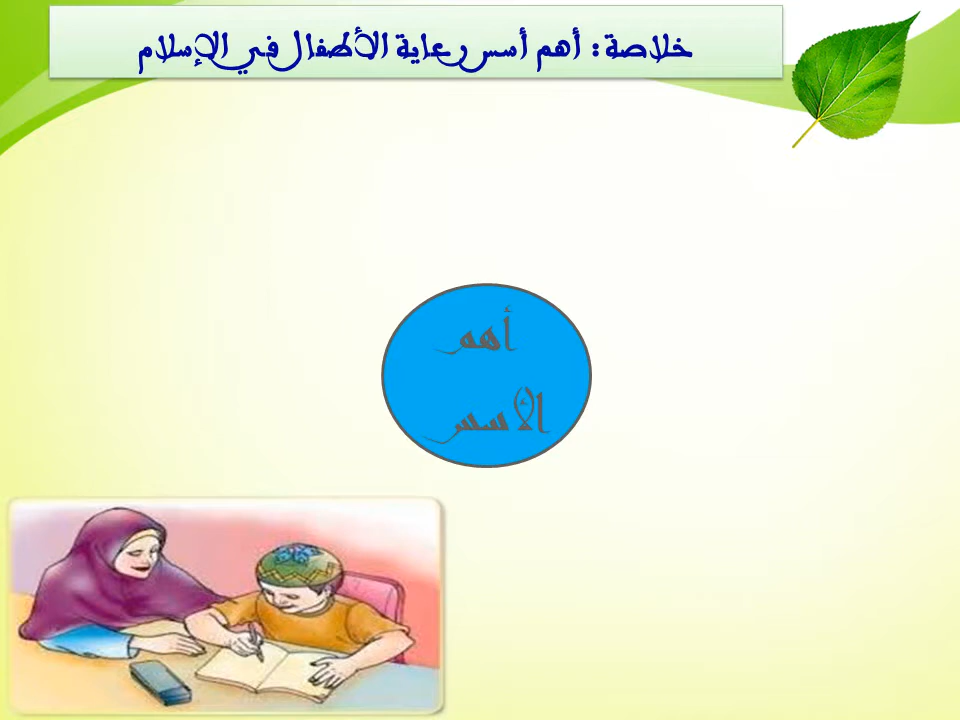 خلاصة: أهم أسس رعاية الأطفال في الإسلام
أهم
الأسس